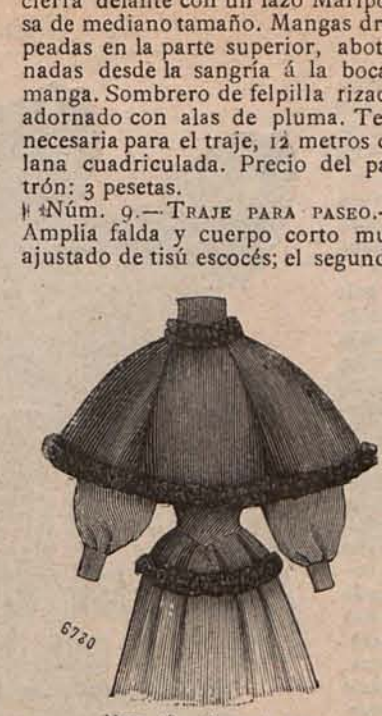 cierra delante con un lazo Maripo-
sa de mediano tamaño. Mangas dra
peadas en la parte superior, abot
nadas desde la sangría á la boca
manga. Sombrero de felpilla rizad
adornado con alas de pluma. Te
necesaria para el traje, 12 metros d
lana cuadriculada. Precio del pa
trón: 3 pesetas.
Núm. 9.—TRAJE PARA PASEO.—
Amplia falda y cuerpo corto mu
ajustado de tisú escocés; el segund
6780